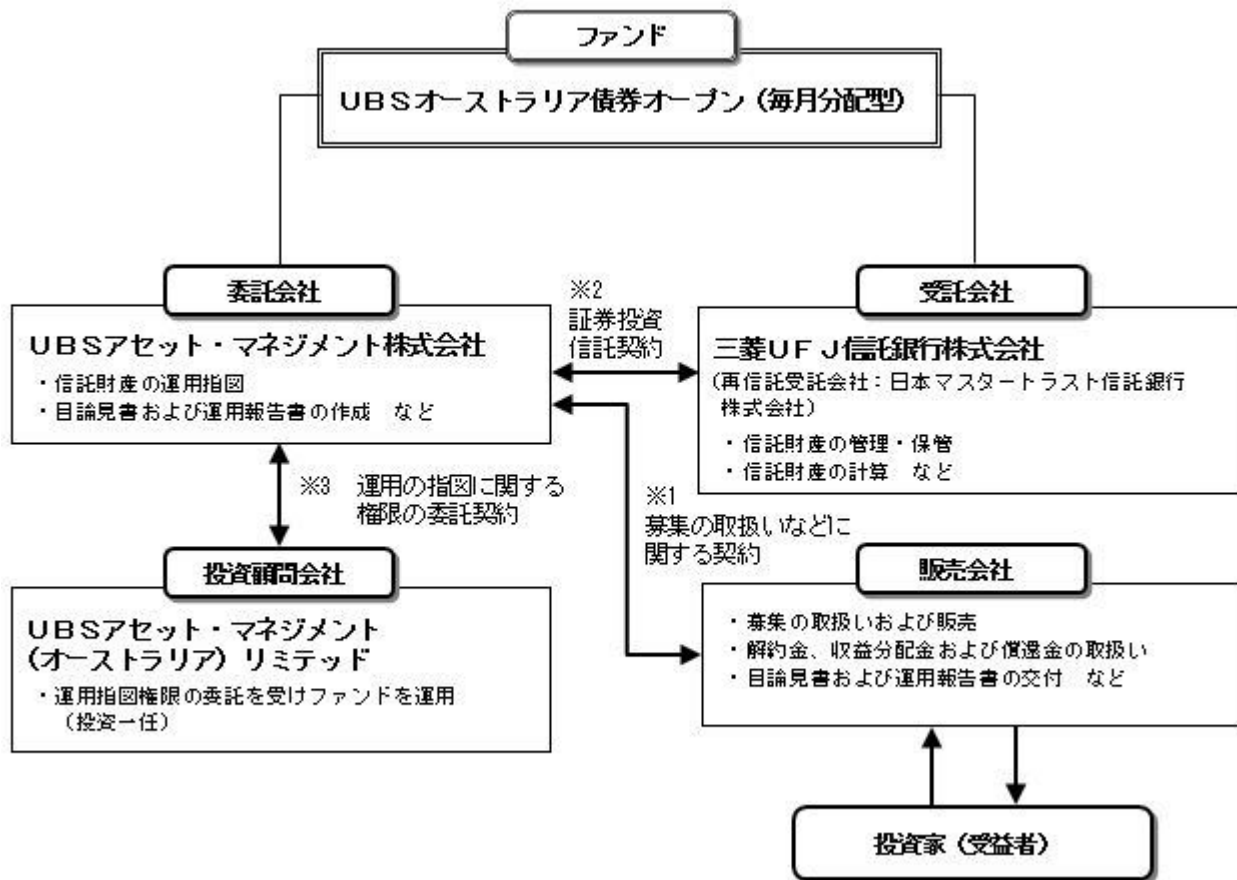 ファンド
UBSオーストラリア債券オープン(毎月分配型)
委託会社
UBSアセット・マネジメント株式会社
・信託財産の運用指図
・目論見書および運用報告書の作成 など
※2
証券投資
信託契約
受託会社
三菱UFJ信託銀行株式会社
(再信託受託会社:日本マスタートラスト信託銀行
株式会社)
・信託財産の管理・保管
・信託財産の計算 など
※3 運用の指図に関する
権限の委託契約
※1
募集の取扱いなどに
関する契約
投資顧問会社
UBSアセット・マネジメント
(オーストラリア)リミテッド
・運用指図権限の委託を受けファンドを運用
(投資一任)
販売会社
・募集の取扱いおよび販売
・解約金、収益分配金および償還金の取扱い
・目論見書および運用報告書の交付 など
投資家(受益者)